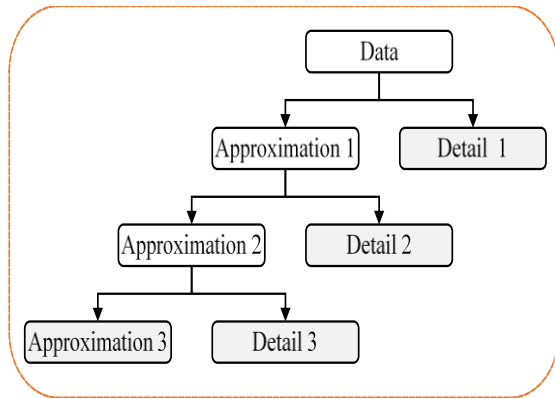 Data
Approximation 1
Detail 1
Approximation 2
Detail 2
Approximation 3
Detail 3